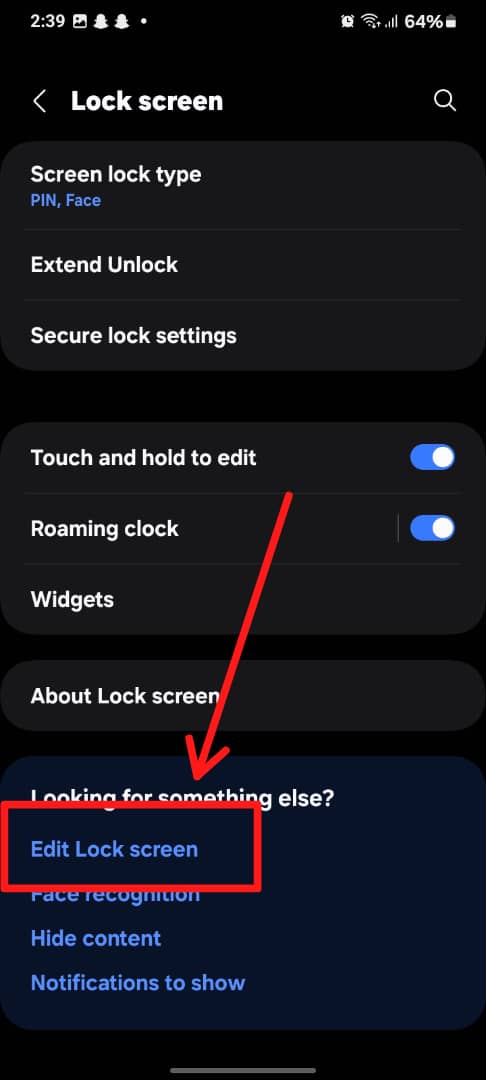 2:39
64%
Lock screen
Screen lock type
PIN, Face
Extend Unlock
Secure lock settings
Touch and hold to edit
Roaming clock
Widgets
About Lock screen
Looking for something else?
Edit Lock screen
Face recognition
Hide content
Notifications to show